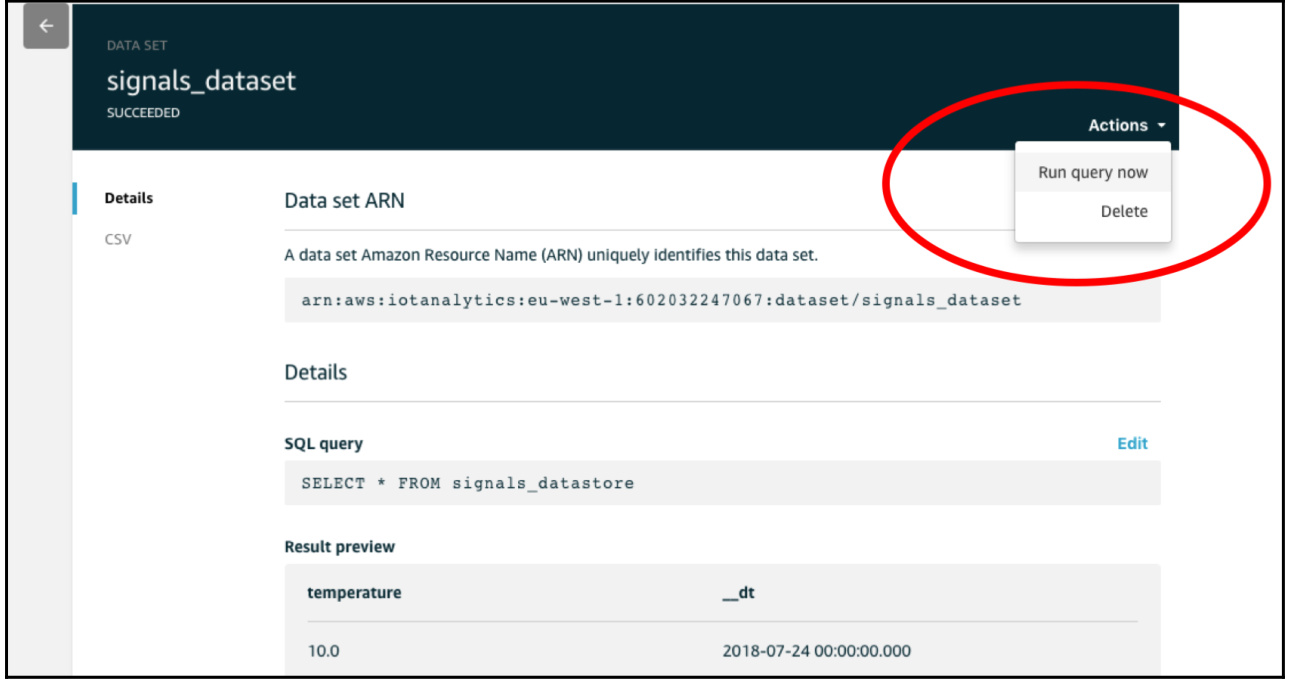 DATA SET
signals_dataset
SUCCEEDED
Actions
Run query now
Delete
Details
CSV
Data set ARN
A data set Amazon Resource Name (ARN) uniquely identifies this data set.
arn:aws:iotanalytics:eu-west-1:602032247067:dataset/signals_dataset
Details
SQL query
Edit
SELECT * FROM signals_datastore
Result preview
temperature __dt
10.0 2018-07-24 00:00:00.000